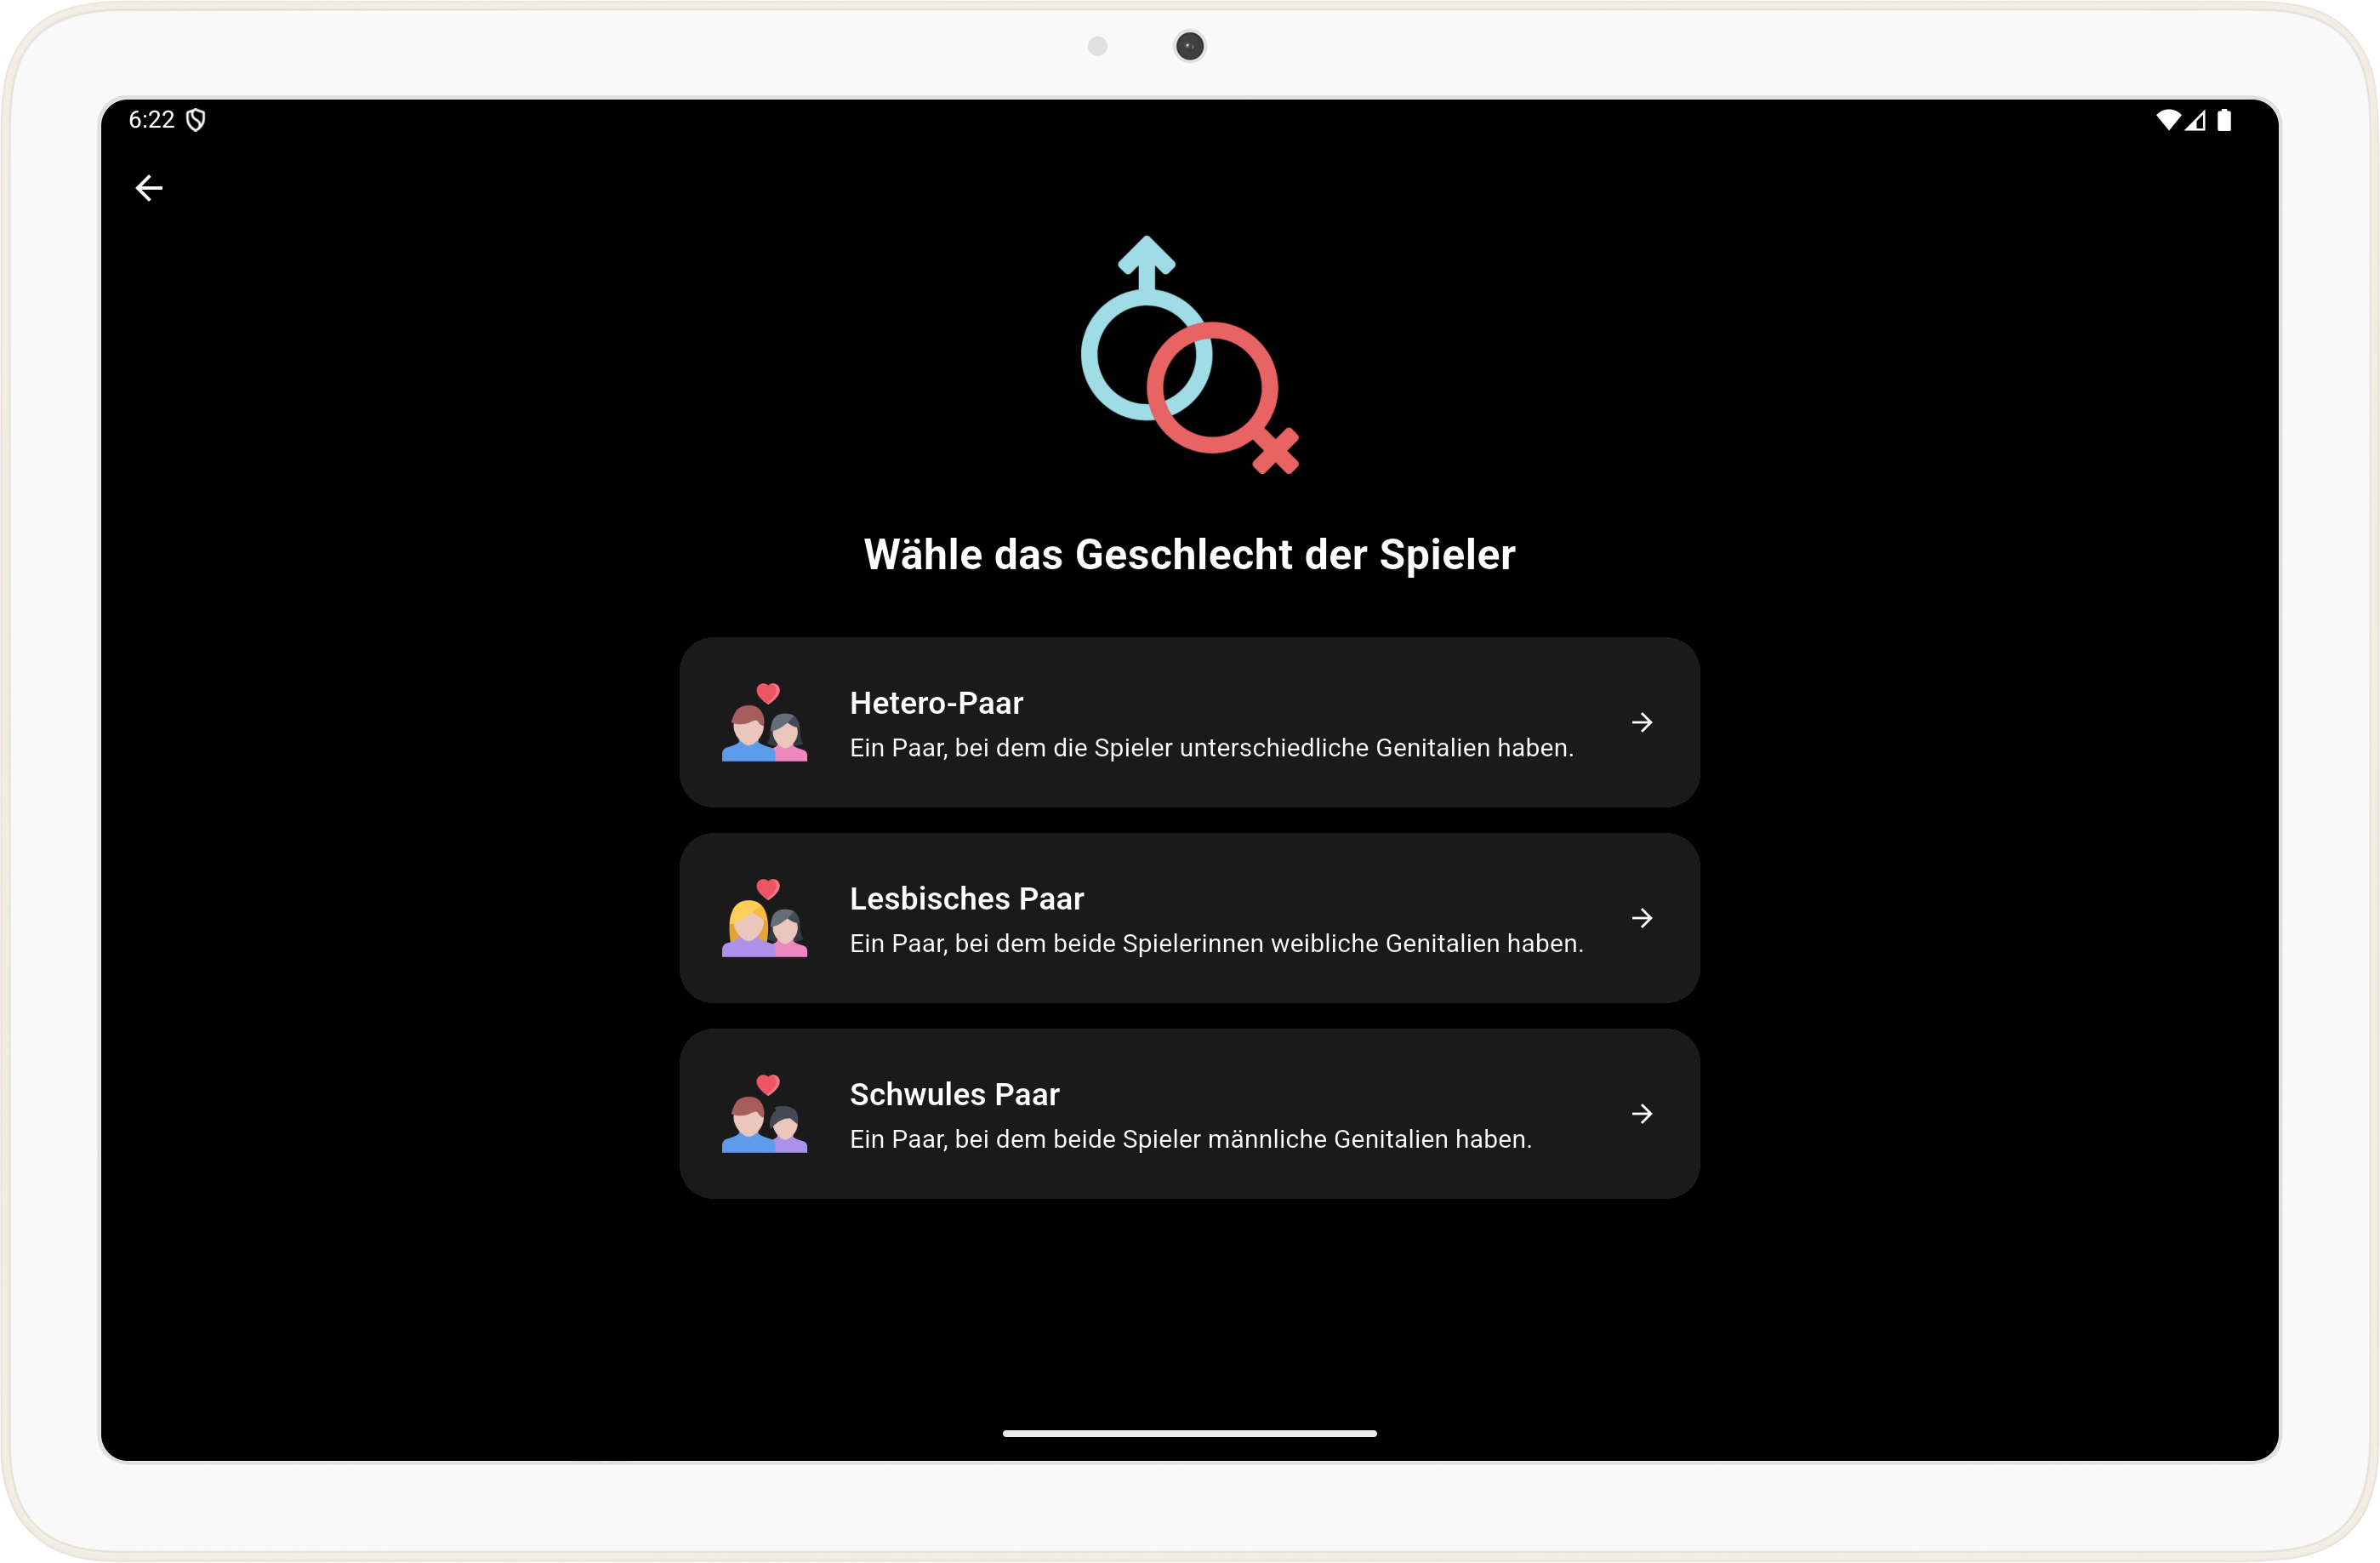 6:22
Wähle das Geschlecht der Spieler
Hetero-Paar
Ein Paar, bei dem die Spieler unterschiedliche Genitalien haben.
Lesbisches Paar
Ein Paar, bei dem beide Spielerinnen weibliche Genitalien haben.
Schwules Paar
Ein Paar, bei dem beide Spieler männliche Genitalien haben.